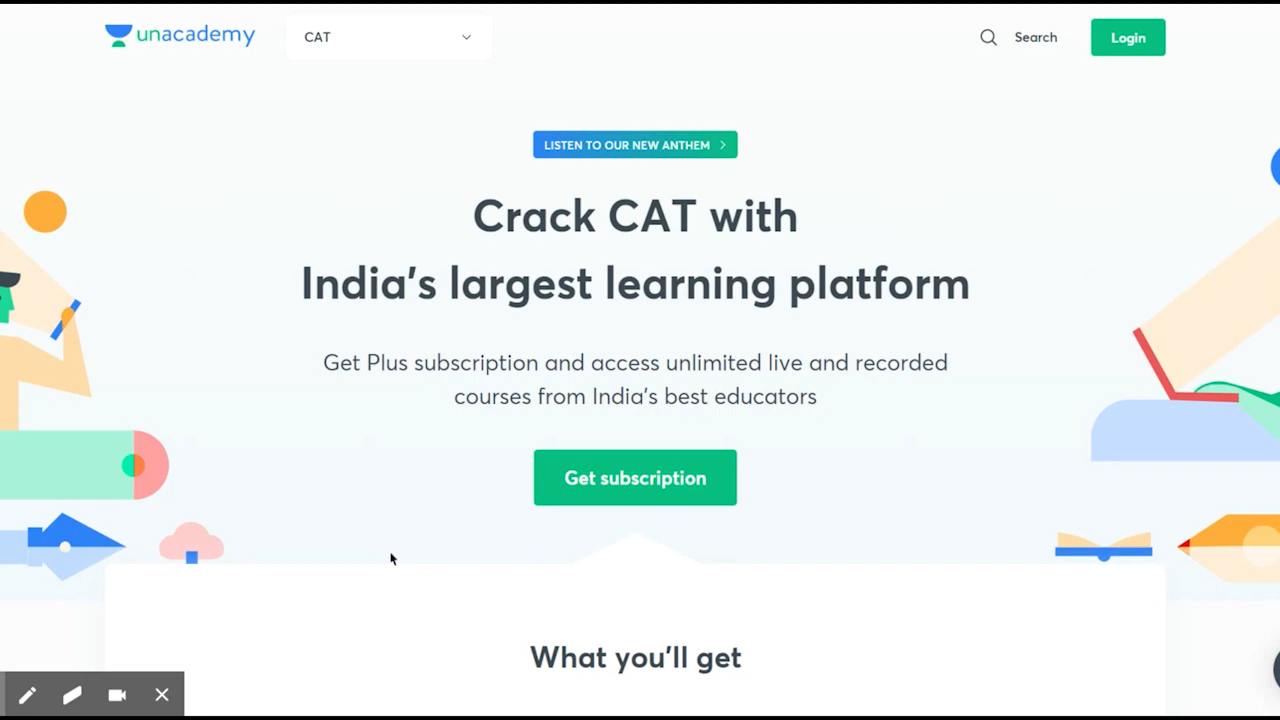 unacademy
CAT
Search
Login
LISTEN TO OUR NEW ANTHEM
Crack CAT with
India's largest learning platform
Get Plus subscription and access unlimited live and recorded
courses from India's best educators
Get subscription
What you'll get